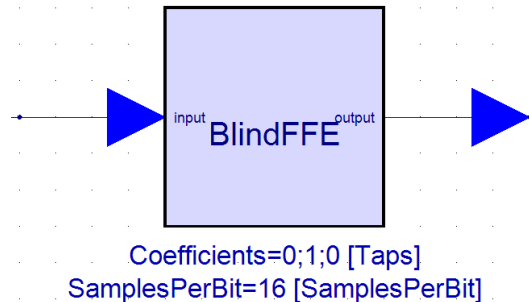 input
output
BlindFFE
Coefficients=0;1;0 [Taps]
SamplesPerBit=16 [SamplesPerBit]